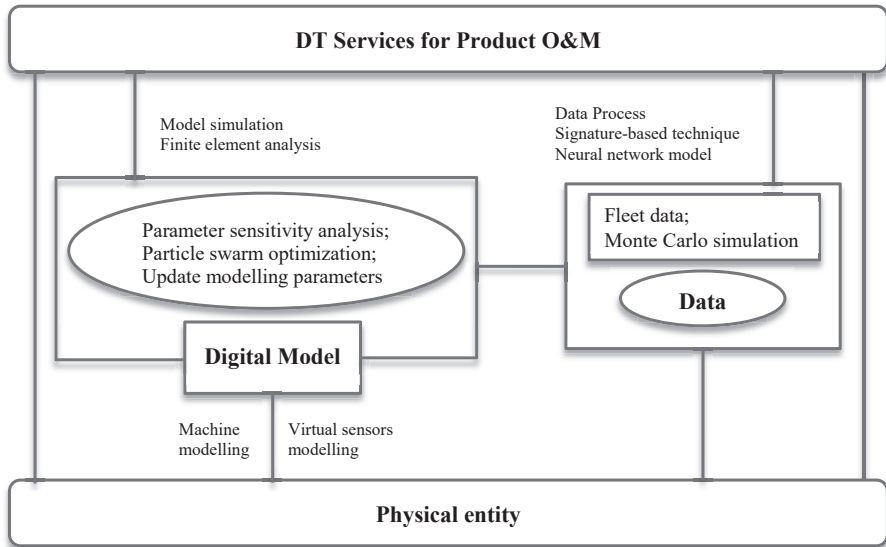 DT Services for Product O&M
Model simulation
Finite element analysis
Data Process
Signature-based technique
Neural network model
Parameter sensitivity analysis;
Particle swarm optimization;
Update modelling parameters
Fleet data;
Monte Carlo simulation
Data
Digital Model
Machine
modelling
Virtual sensors
modelling
Physical entity